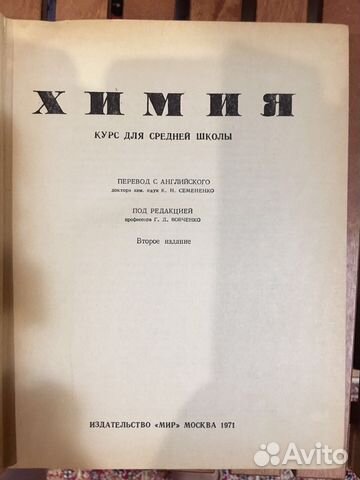 ХИМИЯ
КУРС ДЛЯ СРЕДНЕЙ ШКОЛЫ
ПЕРЕВОД С АНГЛИЙСКОГО
доктора хим. наук К. Н. СЕМЕНЕНКО
ПОД РЕДАКЦИЕЙ
профессора Г. Д. ВОВЧЕНКО
Второе издание
ИЗДАТЕЛЬСТВО «МИР» МОСКВА 1971
Avito